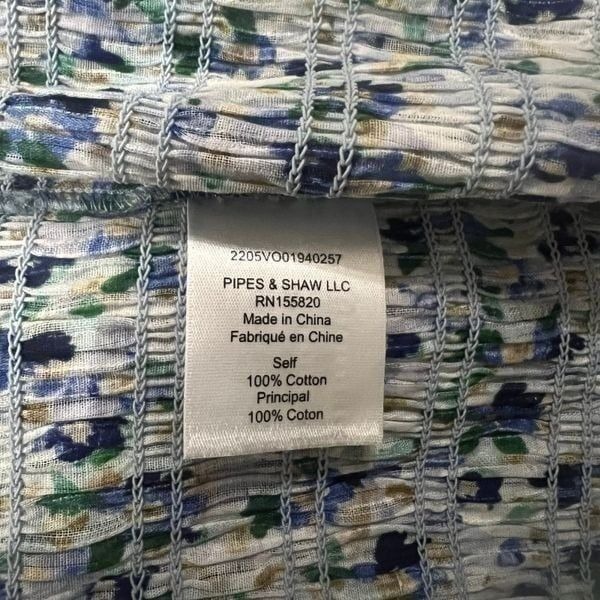 2205VO01940257
PIPES & SHAW LLC
RN155820
Made in China
Fabriqué en Chine
Self
100% Cotton
Principal
100% Coton